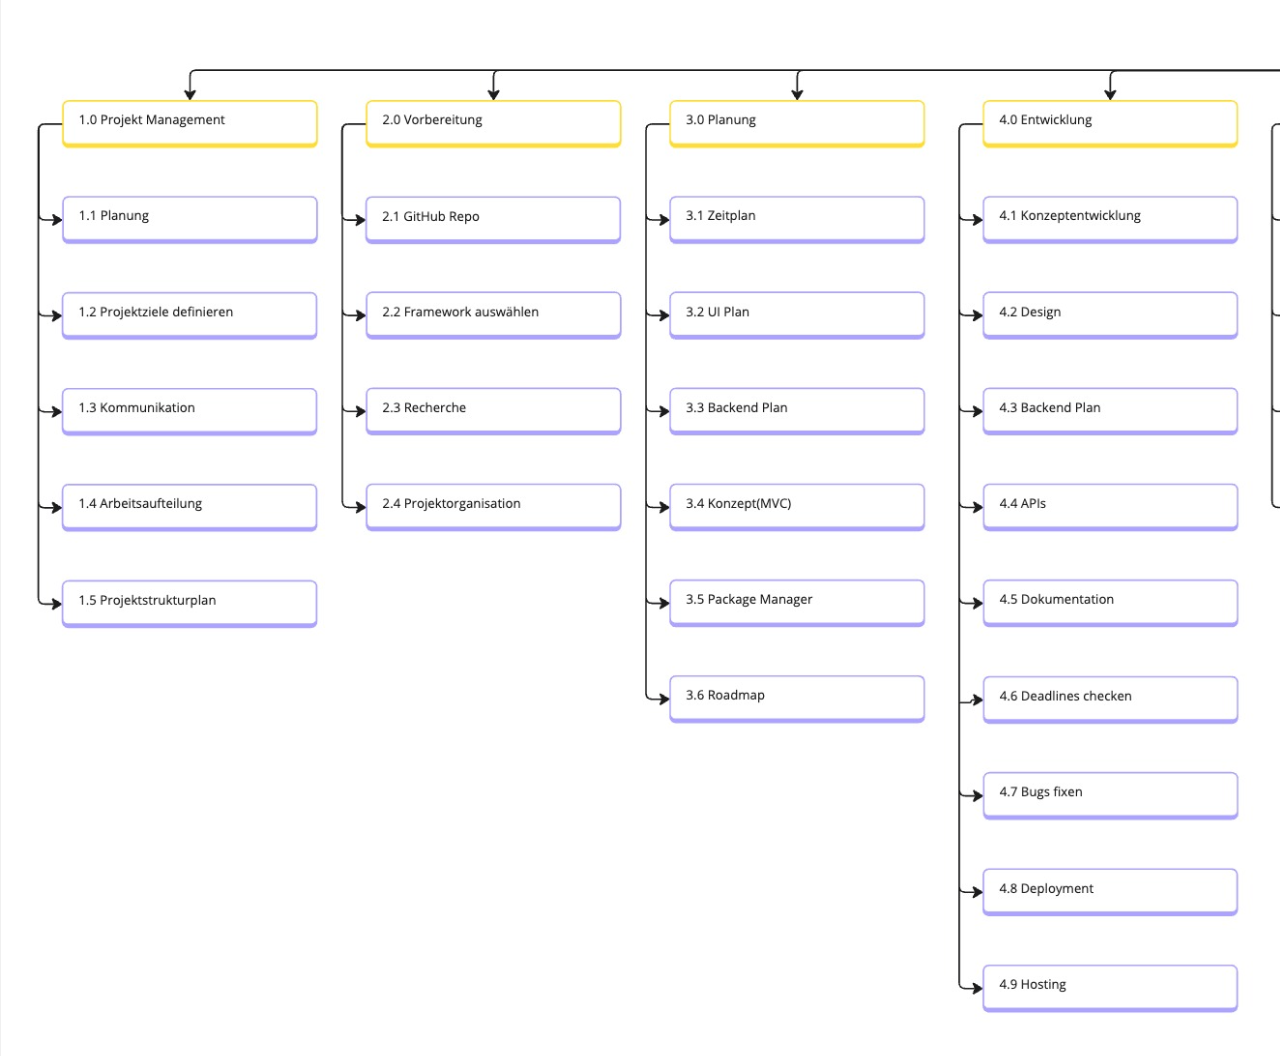 1.0 Projekt Management
1.1 Planung
1.2 Projektziele definieren
1.3 Kommunikation
1.4 Arbeitsaufteilung
1.5 Projektstrukturplan
2.0 Vorbereitung
2.1 GitHub Repo
2.2 Framework auswählen
2.3 Recherche
2.4 Projektorganisation
3.0 Planung
3.1 Zeitplan
3.2 UI Plan
3.3 Backend Plan
3.4 Konzept(MVC)
3.5 Package Manager
3.6 Roadmap
4.0 Entwicklung
4.1 Konzeptentwicklung
4.2 Design
4.3 Backend Plan
4.4 APIs
4.5 Dokumentation
4.6 Deadlines checken
4.7 Bugs fixen
4.8 Deployment
4.9 Hosting